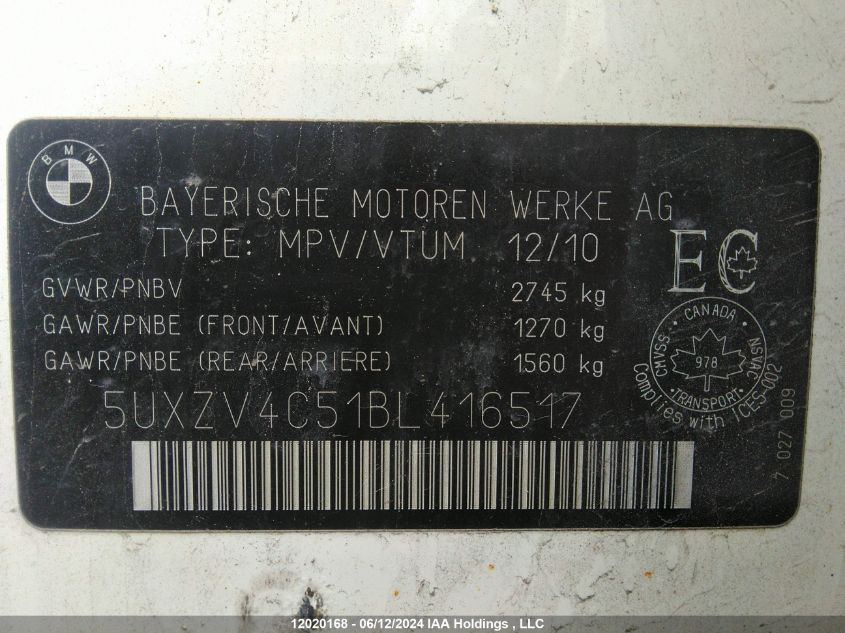 BMW
BAYERISCHE MOTOREN WERKE AG
TYPE: MPV/VTUM 12/10
EC
GVWR/PNBV 2745 kg
GAWR/PNBE (FRONT/AVANT) 1270 kg
GAWR/PNBE (REAR/ARRIERE) 1560 kg
CANADA
CMVSS NSVAC
978
TRANSPORT
Complies with ICES-002
7 027 009
5UXZV4C51BL416517
12020168 - 06/12/2024 IAA Holdings , LLC